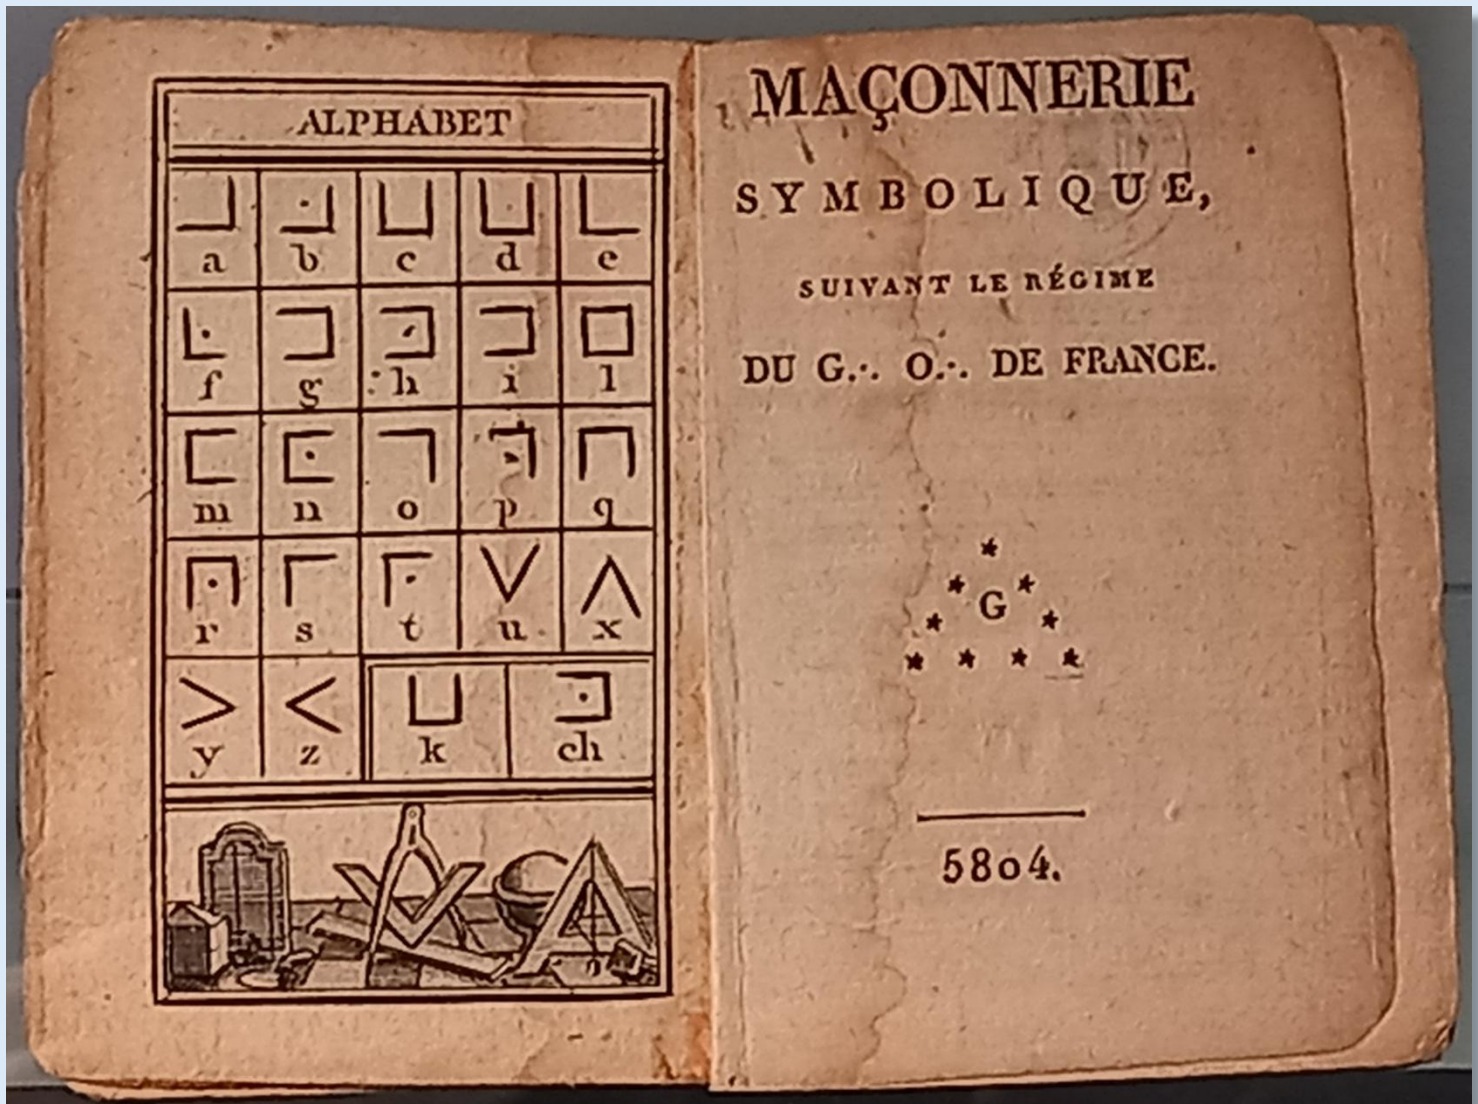 ALPHABET
a b c d e
f g h i l
m n o p q
r s t u x
y z k ch
MAÇONNERIE
SYMBOLIQUE,
SUIVANT LE RÉGIME
DU G.·. O.·. DE FRANCE.
G
5804.